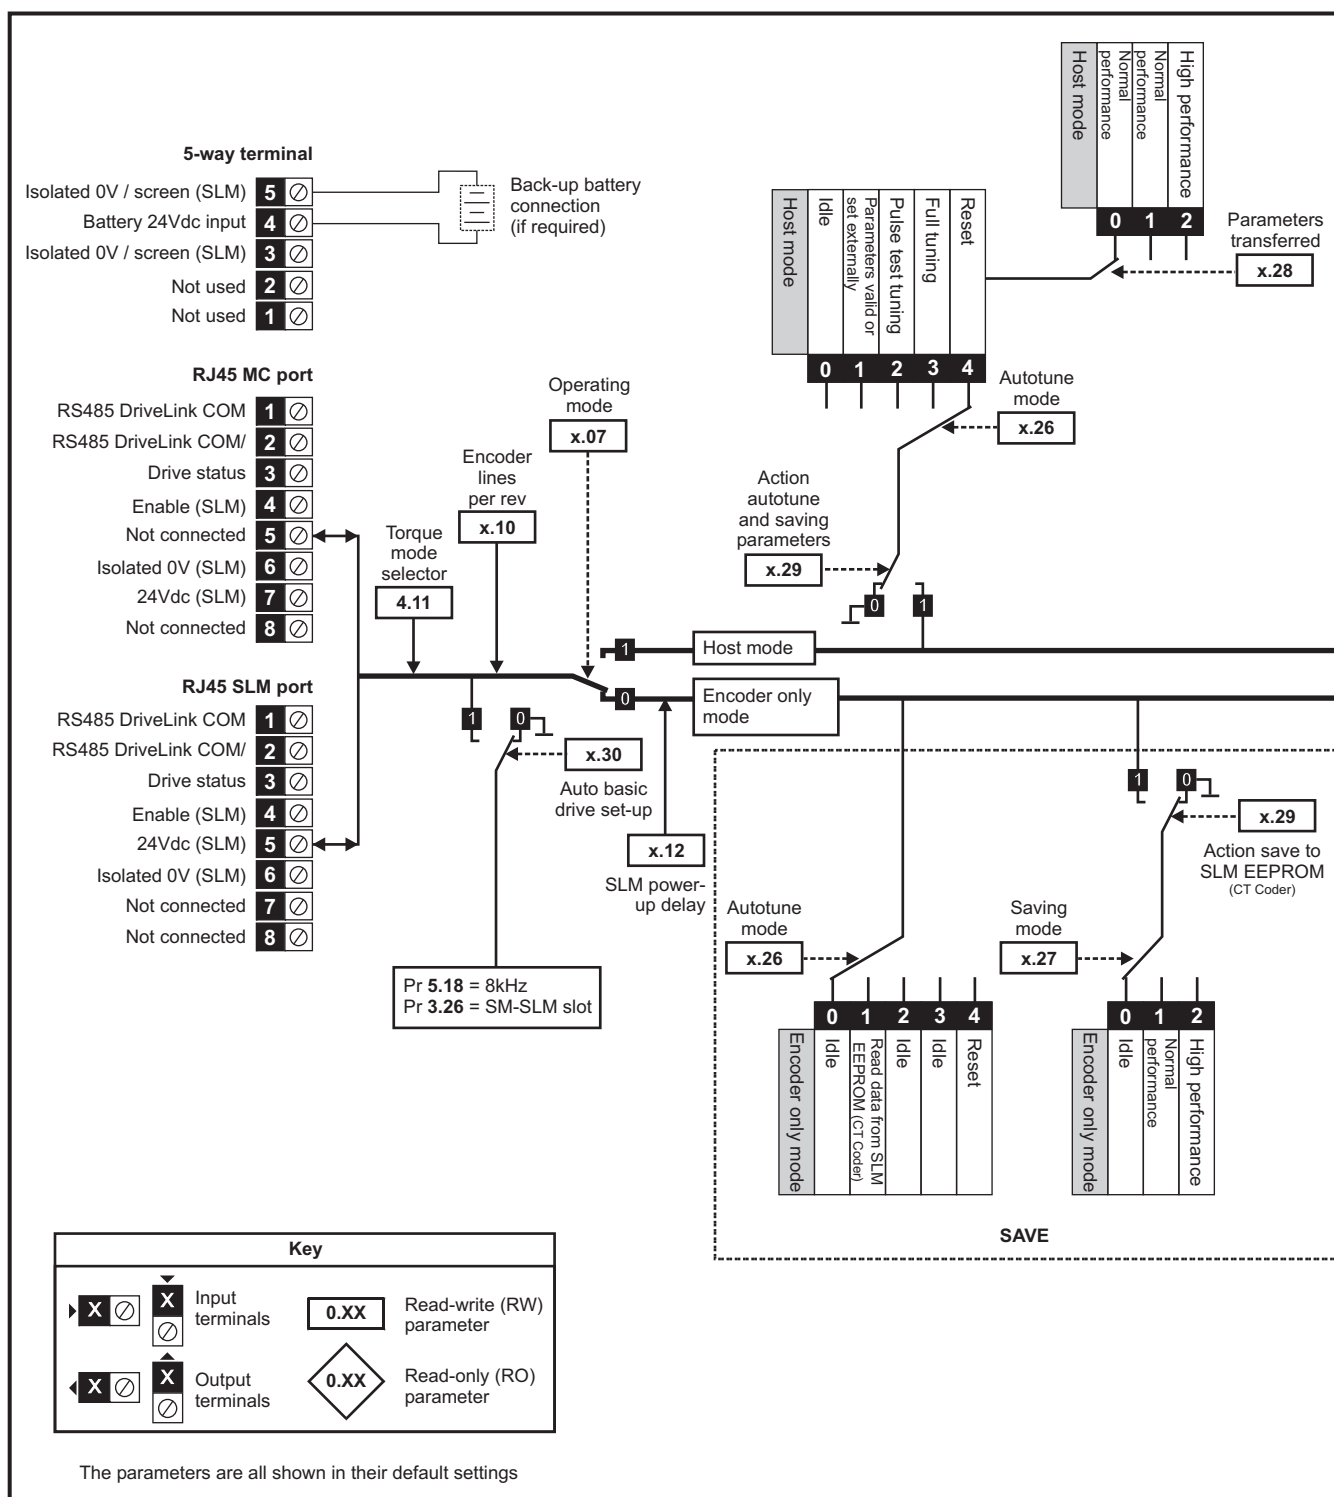 5-way terminal
Isolated 0V / screen (SLM) 5
Battery 24Vdc input 4
Isolated 0V / screen (SLM) 3
Not used 2
Not used 1
Back-up battery
connection
(if required)
RJ45 MC port
RS485 DriveLink COM 1
RS485 DriveLink COM/ 2
Drive status 3
Enable (SLM) 4
Not connected 5
Isolated 0V (SLM) 6
24Vdc (SLM) 7
Not connected 8
RJ45 SLM port
RS485 DriveLink COM 1
RS485 DriveLink COM/ 2
Drive status 3
Enable (SLM) 4
24Vdc (SLM) 5
Isolated 0V (SLM) 6
Not connected 7
Not connected 8
Torque
mode
selector
4.11
Encoder
lines
per rev
x.10
Operating
mode
x.07
1 0
x.30
Auto basic
drive set-up
Pr 5.18 = 8kHz
Pr 3.26 = SM-SLM slot
1
Host mode
0
Encoder only
mode
x.12
SLM power-
up delay
Host mode
Idle
Parameters valid or
set externally
Pulse test tuning
Full tuning
Reset
0 1 2 3 4
Autotune
mode
x.26
Action
autotune
and saving
parameters
x.29
0 1
Host mode
Normal
performance
Normal
performance
High performance
0 1 2
Parameters
transferred
x.28
Autotune
mode
x.26
0 1 2 3 4
Encoder only mode
Idle
Read data from SLM
EEPROM (CT Coder)
Idle
Idle
Reset
1 0
x.29
Action save to
SLM EEPROM
(CT Coder)
Saving
mode
x.27
0 1 2
Encoder only mode
Idle
Normal
performance
High performance
SAVE
Key
X X
Input
terminals
0.XX
Read-write (RW)
parameter
X X
Output
terminals
0.XX
Read-only (RO)
parameter
The parameters are all shown in their default settings